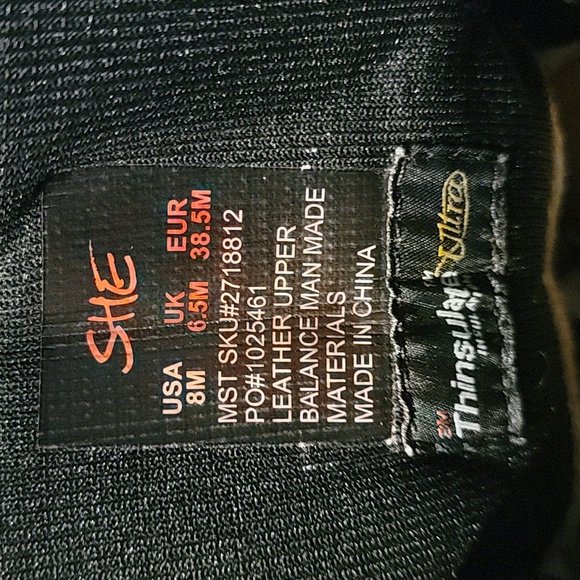 SHE
USA UK EUR
8M 6.5M 38.5M
MST SKU#2718812
PO#1025461
LEATHER UPPER
BALANCE MAN MADE
MATERIALS
MADE IN CHINA
3M
Thinsulate
Ultra